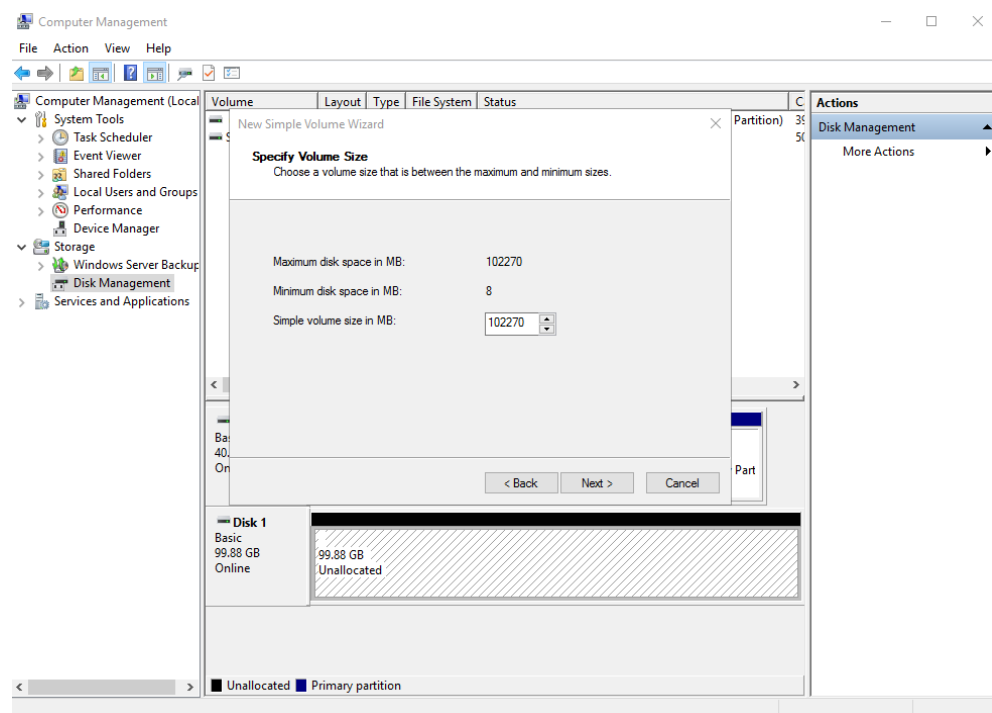 Computer Management
File Action View Help
Computer Management (Local
System Tools
Task Scheduler
Event Viewer
Shared Folders
Local Users and Groups
Performance
Device Manager
Storage
Windows Server Backup
Disk Management
Services and Applications
Volume Layout Type File System Status C
Partition) 39
S 50
New Simple Volume Wizard
Specify Volume Size
Choose a volume size that is between the maximum and minimum sizes.
Maximum disk space in MB: 102270
Minimum disk space in MB: 8
Simple volume size in MB: 102270
< Back Next > Cancel
Bas
40.
On
Part
Disk 1
Basic
99.88 GB
Online
99.88 GB
Unallocated
Unallocated Primary partition
Actions
Disk Management
More Actions